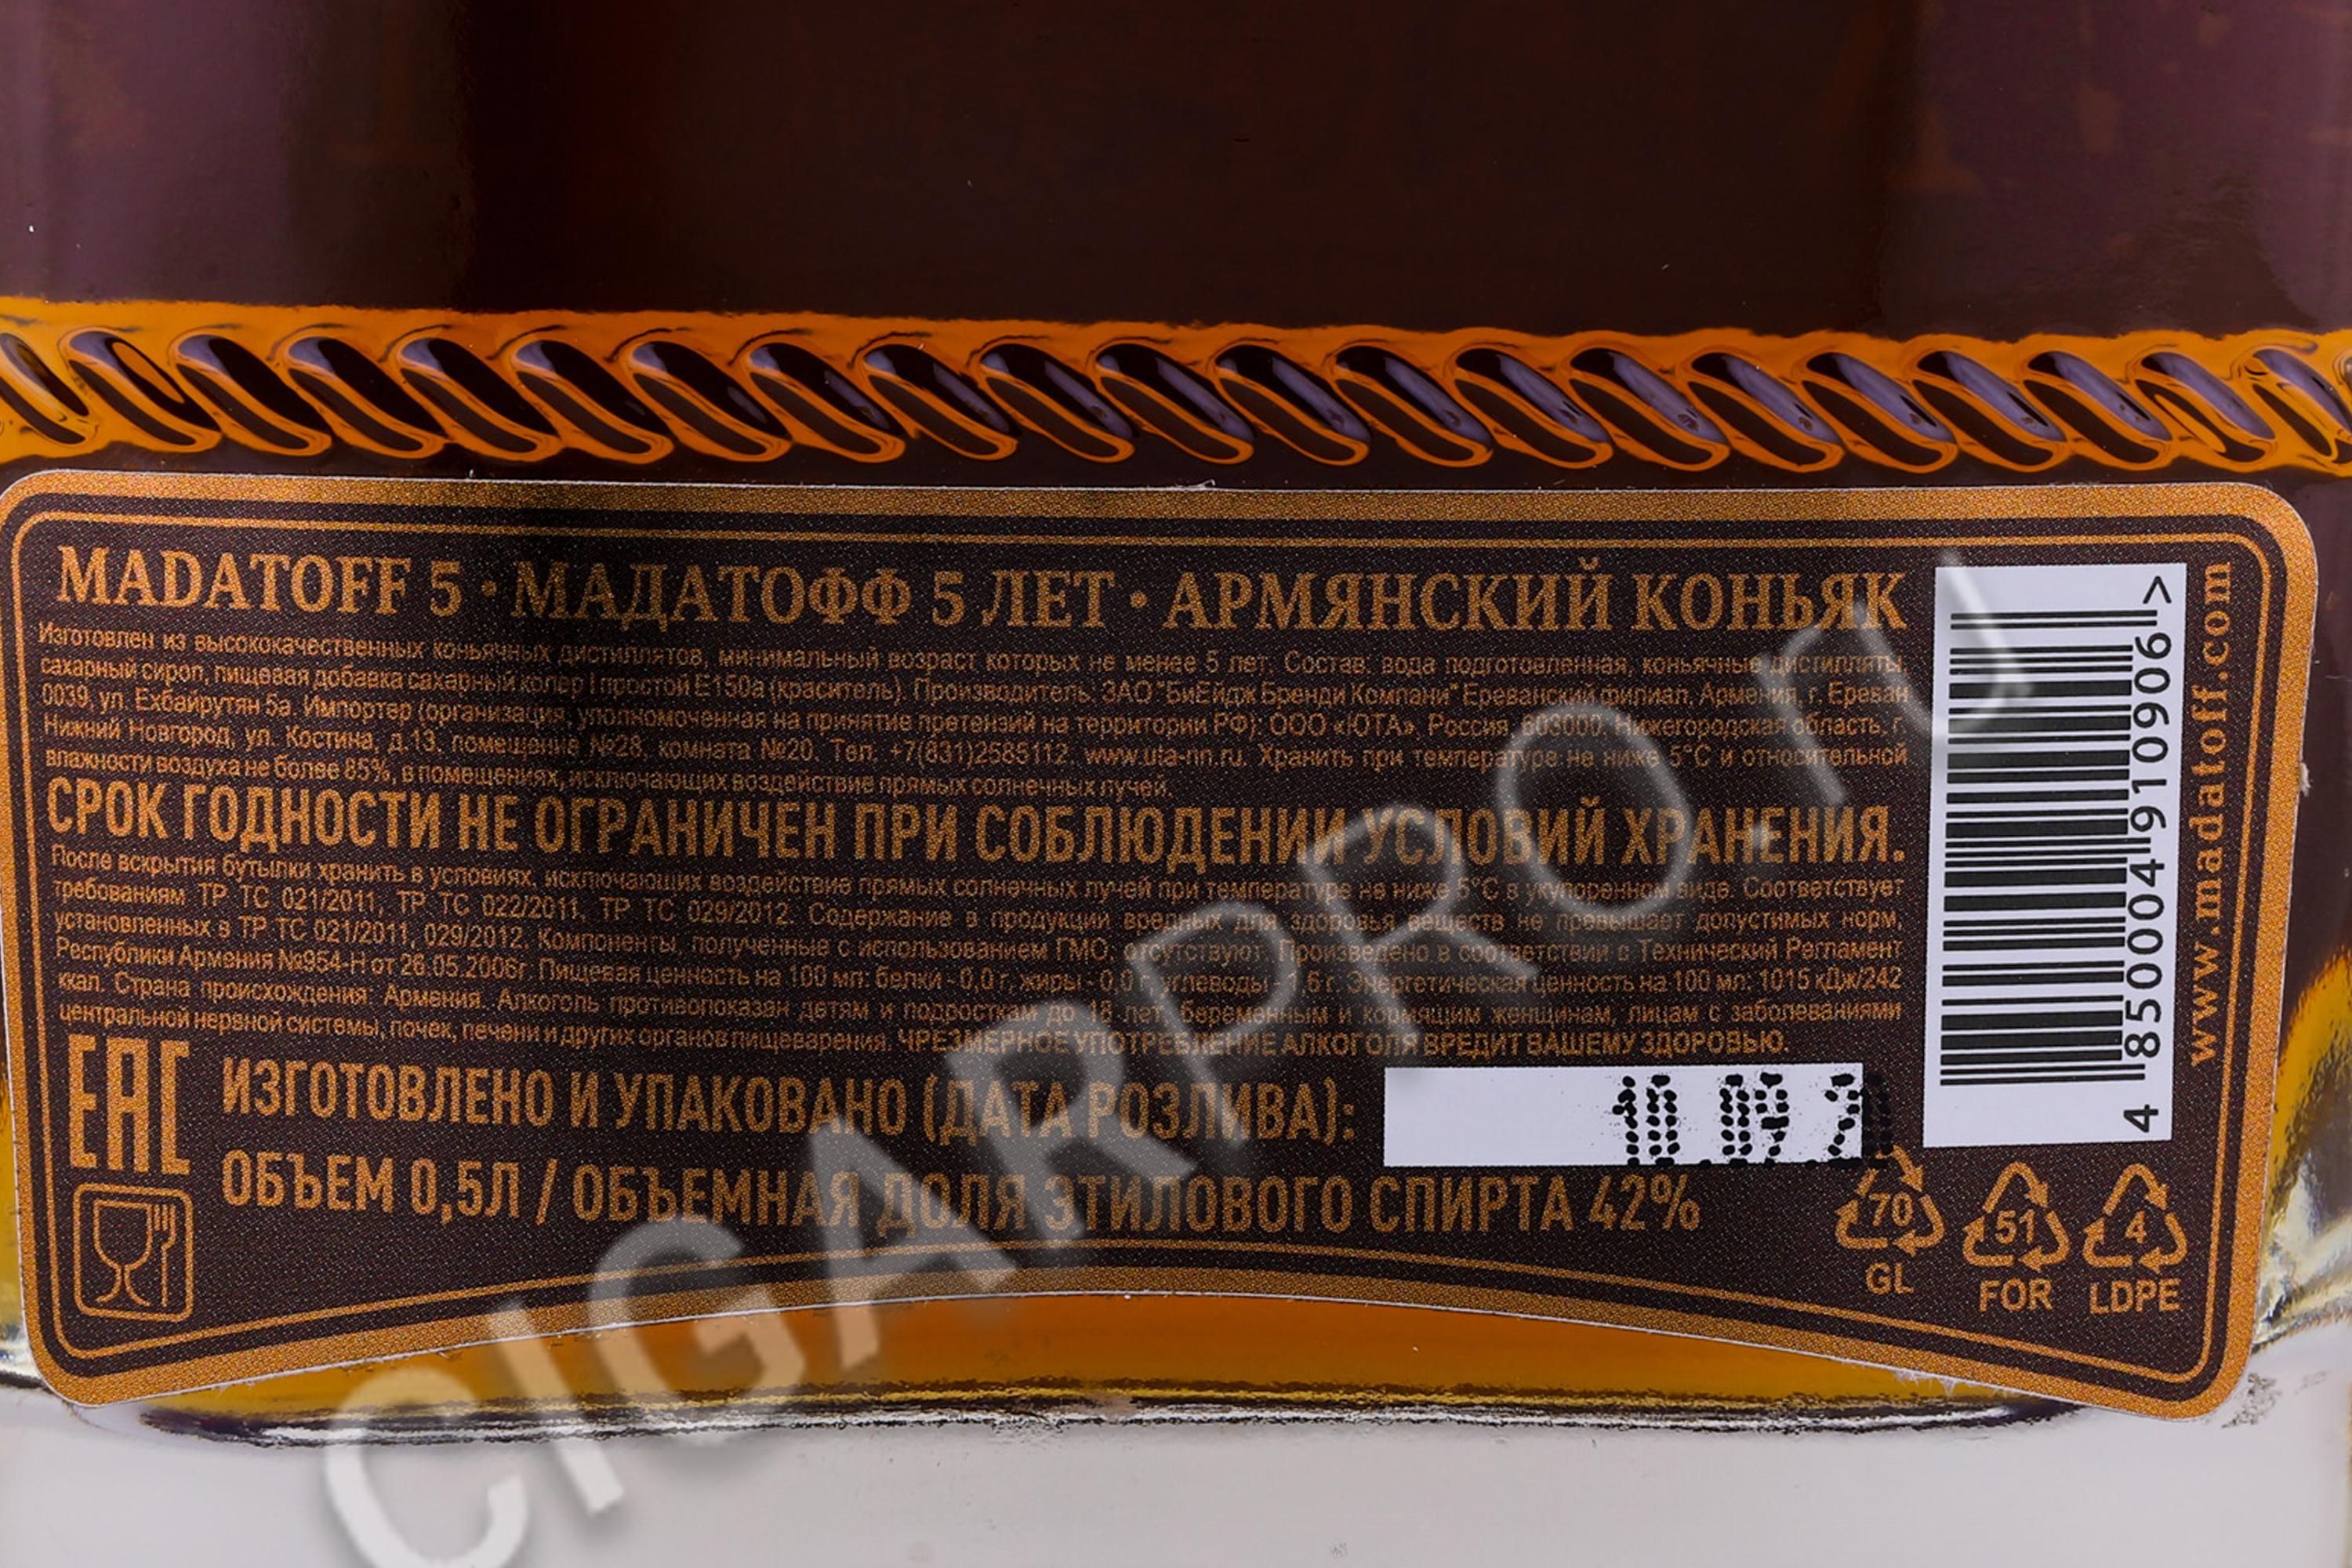 MADATOFF 5 · МАДАТОФФ 5 ЛЕТ · АРМЯНСКИЙ КОНЬЯК
Изготовлен из высококачественных коньячных дистиллятов, минимальный возраст которых не менее 5 лет. Состав: вода подготовленная, коньячные дистилляты,
сахарный сироп, пищевая добавка сахарный колер I простой Е150а (краситель). Производитель: ЗАО "БиЕйдж Бренди Компани" Ереванский филиал, Армения, г. Ереван
0039, ул. Ехбайрутян 5а. Импортер (организация, уполномоченная на принятие претензий на территории РФ): ООО «ЮТА», Россия, 603000, Нижегородская область, г.
Нижний Новгород, ул. Костина, д.13, помещение №28, комната №20. Тел. +7(831)2585112, www.uta-nn.ru. Хранить при температуре не ниже 5°С и относительной
влажности воздуха не более 85%, в помещениях, исключающих воздействие прямых солнечных лучей.
СРОК ГОДНОСТИ НЕ ОГРАНИЧЕН ПРИ СОБЛЮДЕНИИ УСЛОВИЙ ХРАНЕНИЯ.
После вскрытия бутылки хранить в условиях, исключающих воздействие прямых солнечных лучей при температуре не ниже 5°С в укупоренном виде. Соответствует
требованиям ТР ТС 021/2011, ТР ТС 022/2011, ТР ТС 029/2012. Содержание в продукции вредных для здоровья веществ не превышает допустимых норм,
установленных в ТР ТС 021/2011, 029/2012. Компоненты, полученные с использованием ГМО, отсутствуют. Произведено в соответствии с Технический Регламент
Республики Армения №954-Н от 26.05.2006г. Пищевая ценность на 100 мл: белки - 0,0 г, жиры - 0,0 г, углеводы - 1,6 г. Энергетическая ценность на 100 мл: 1015 кДж/242
ккал. Страна происхождения: Армения. Алкоголь противопоказан детям и подросткам до 18 лет, беременным и кормящим женщинам, лицам с заболеваниями
центральной нервной системы, почек, печени и других органов пищеварения. ЧРЕЗМЕРНОЕ УПОТРЕБЛЕНИЕ АЛКОГОЛЯ ВРЕДИТ ВАШЕМУ ЗДОРОВЬЮ.
EAC
ИЗГОТОВЛЕНО И УПАКОВАНО (ДАТА РОЗЛИВА):
10.09.20
ОБЪЕМ 0,5Л / ОБЪЕМНАЯ ДОЛЯ ЭТИЛОВОГО СПИРТА 42%
70
GL
51
FOR
4
LDPE
4 850004 910906 >
www.madatoff.com
CIGARPRO.ru